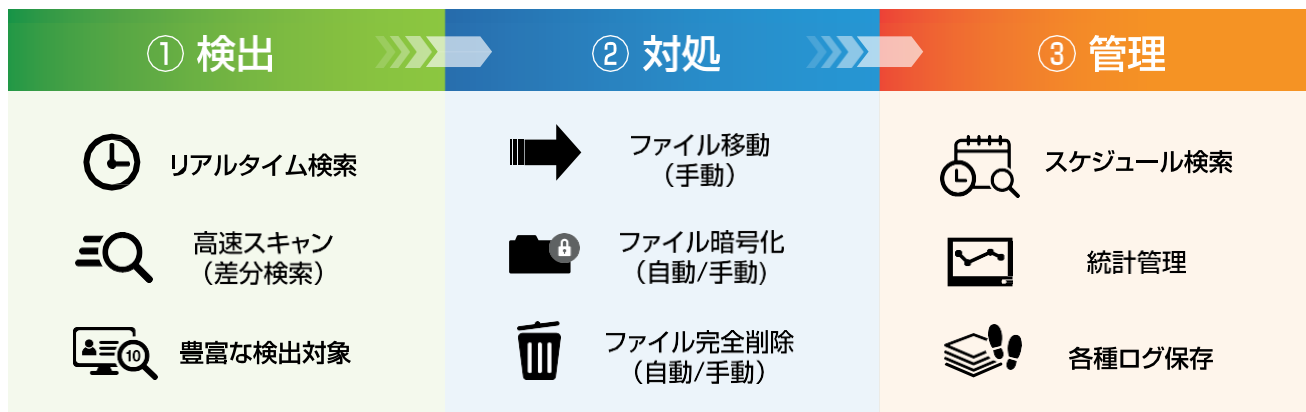 ① 検出
② 対処
③ 管理
リアルタイム検索
高速スキャン
（差分検索）
10
豊富な検出対象
ファイル移動
（手動）
ファイル暗号化
（自動/手動)
ファイル完全削除
（自動/手動）
スケジュール検索
統計管理
各種ログ保存